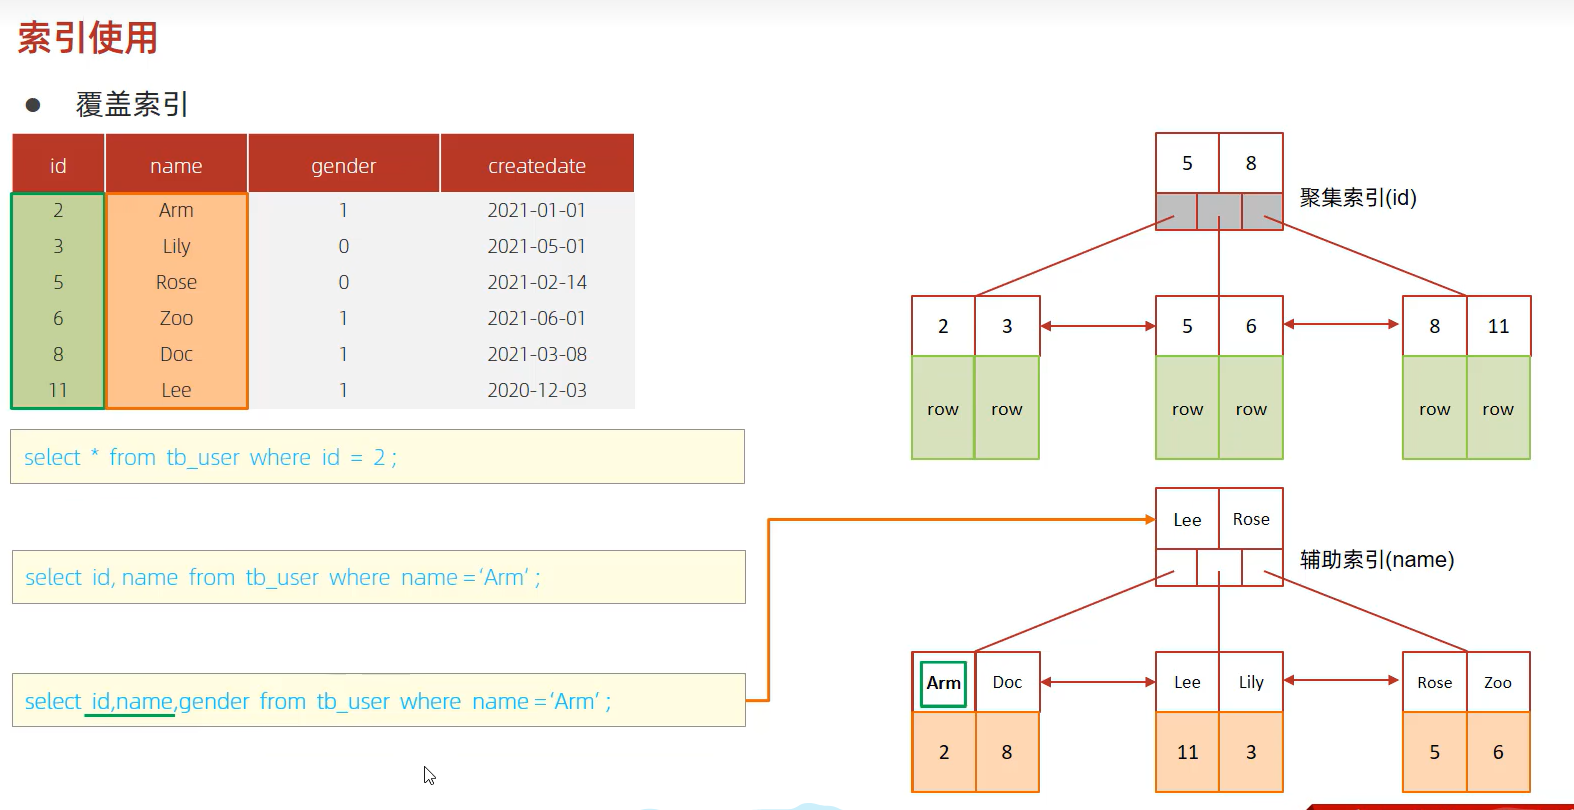 索引使用
● 覆盖索引
id name gender createdate
2 Arm 1 2021-01-01
3 Lily 0 2021-05-01
5 Rose 0 2021-02-14
6 Zoo 1 2021-06-01
8 Doc 1 2021-03-08
11 Lee 1 2020-12-03
select * from tb_user where id = 2 ;
select id, name from tb_user where name =‘Arm’ ;
select id,name,gender from tb_user where name =‘Arm’ ;
5 8
聚集索引(id)
2 3 5 6 8 11
row row row row row row
Lee Rose
辅助索引(name)
Arm Doc Lee Lily Rose Zoo
2 8 11 3 5 6